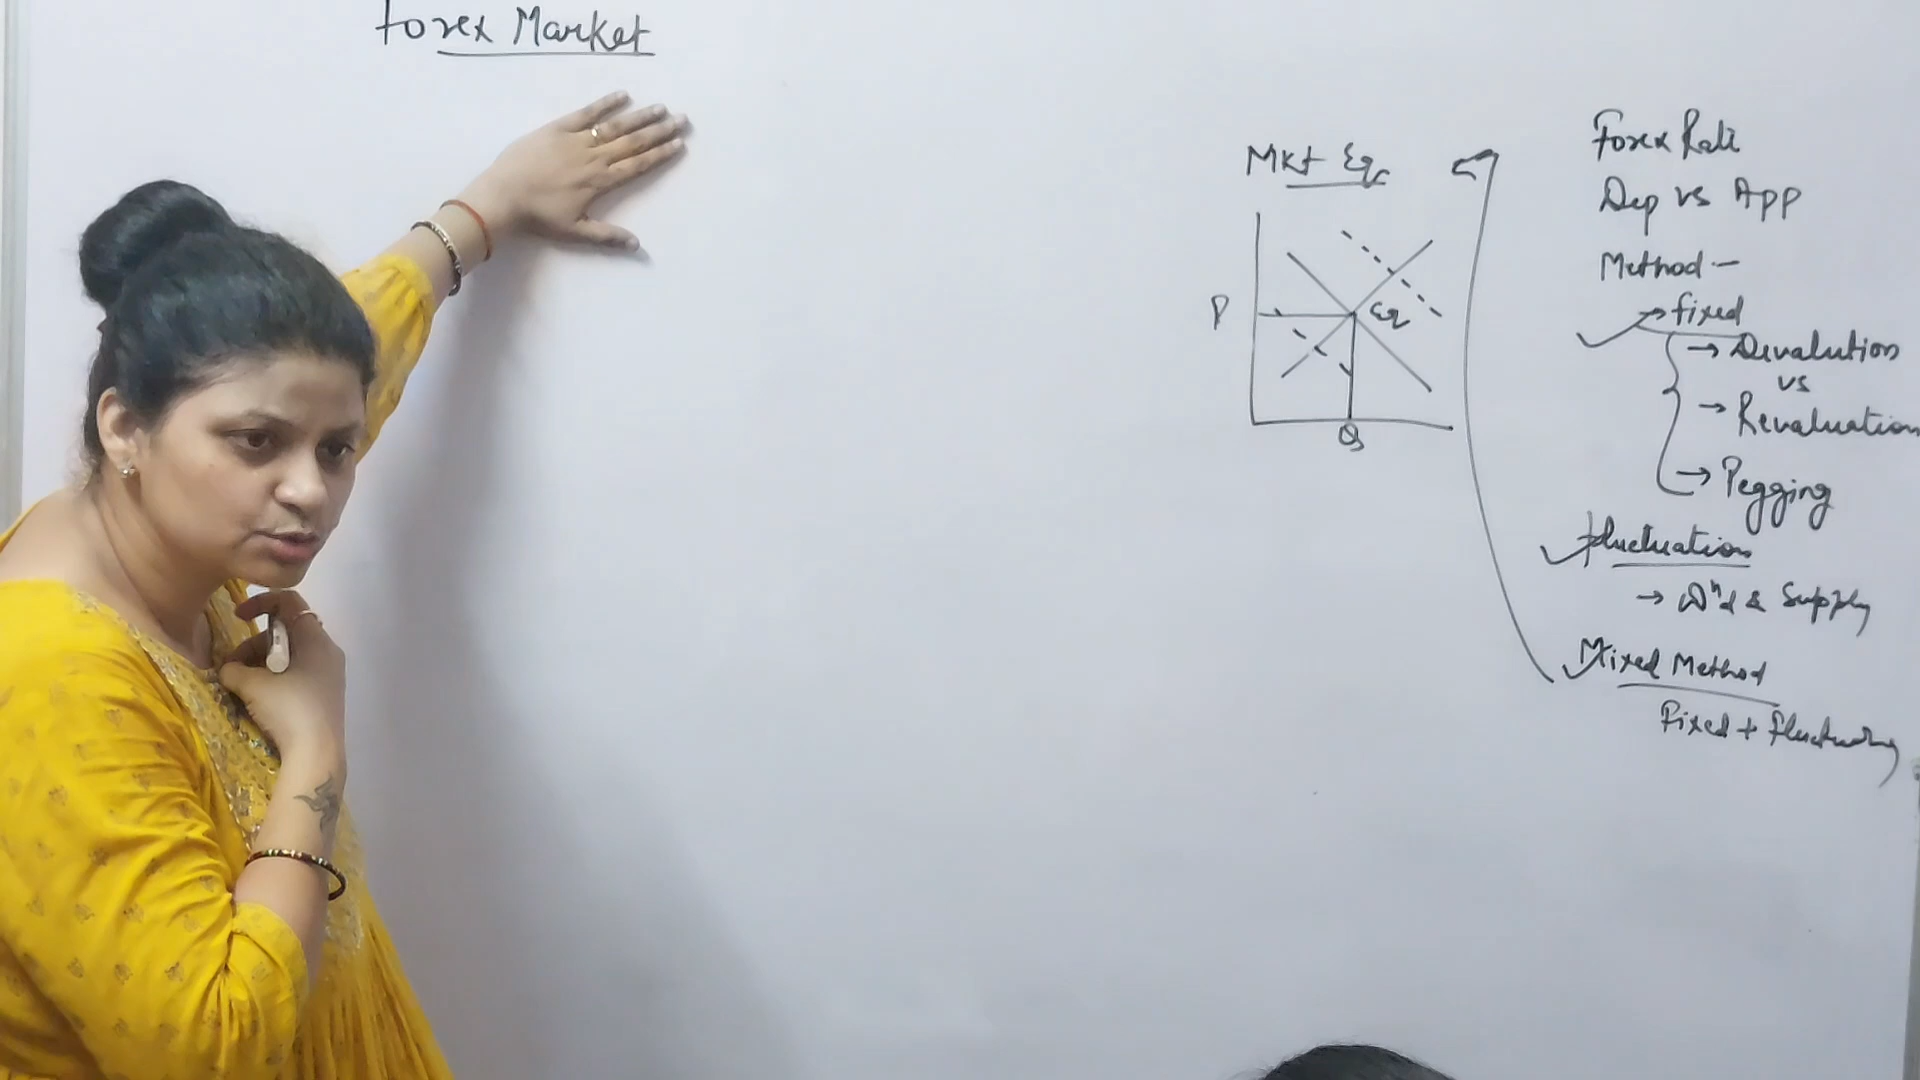 Forex Market
Mkt Eq
P
Eq
Q
Forex Rate
Dep vs App
Method :-
→ fixed
→ Devalution
vs
→ Revaluation
→ Pegging
fluctuation
→ Dⁿd & Supply
Mixed Method
Fixed + fluctuating